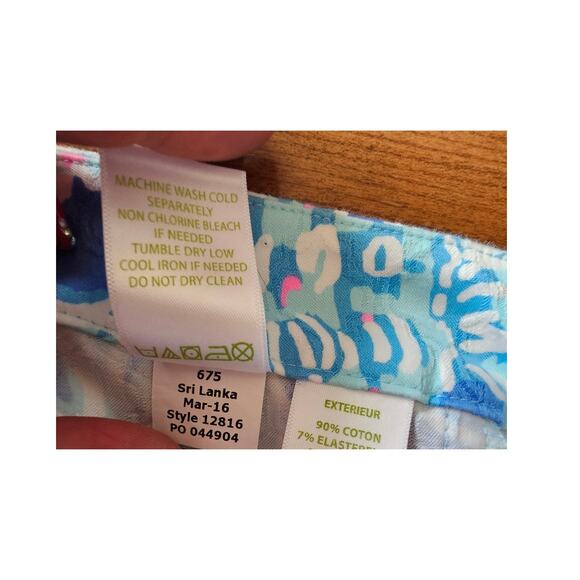 MACHINE WASH COLD
SEPARATELY
NON CHLORINE BLEACH
IF NEEDED
TUMBLE DRY LOW
COOL IRON IF NEEDED
DO NOT DRY CLEAN
675
Sri Lanka
Mar-16
Style 12816
PO 044904
EXTERIEUR
90% COTON
7%